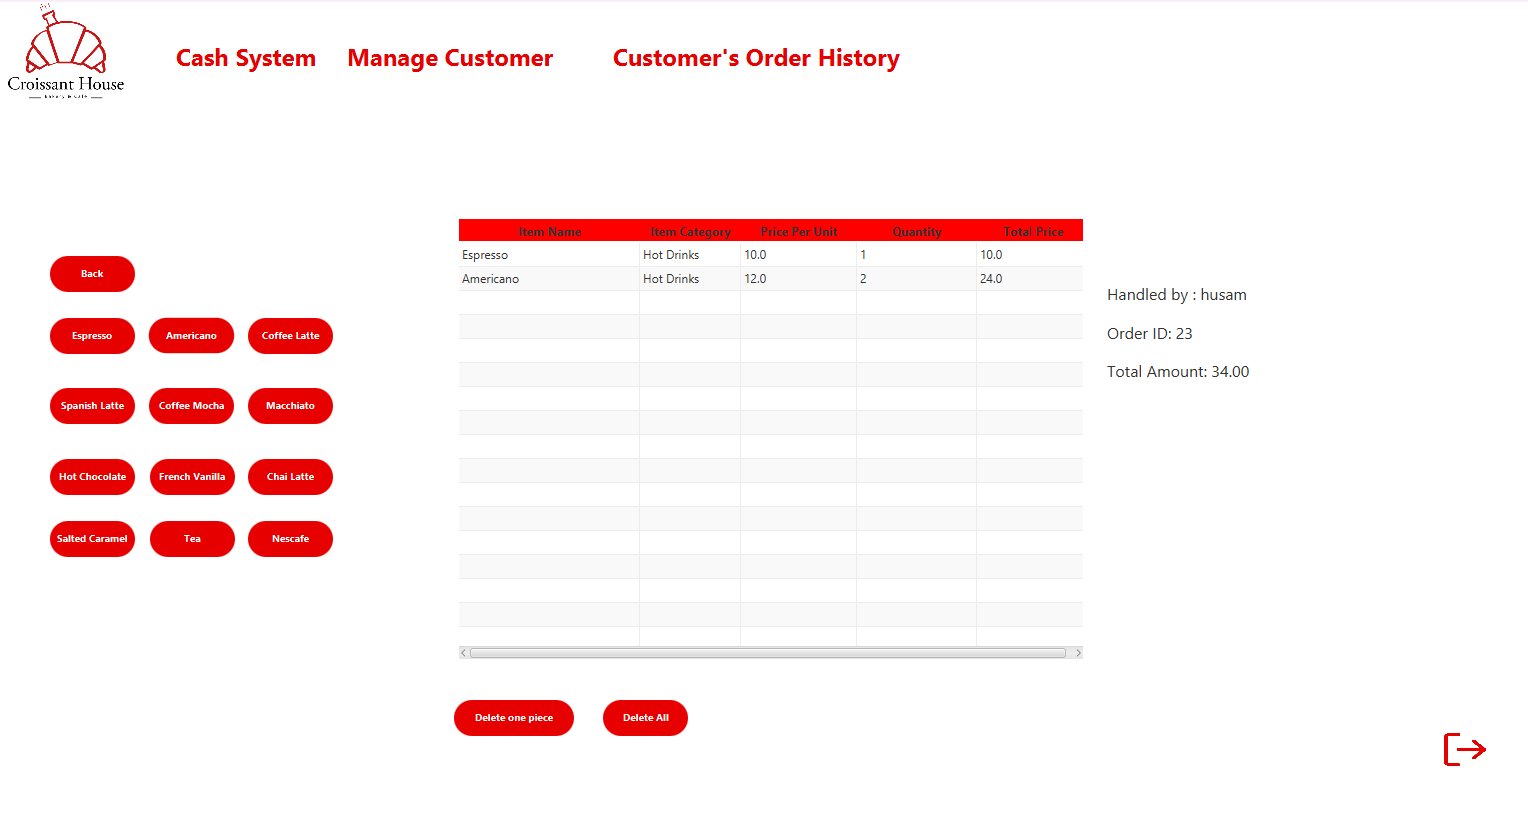 Croissant House
Cash System Manage Customer Customer's Order History
Item Name Item Category Price Per Unit Quantity Total Price
Espresso Hot Drinks 10.0 1 10.0
Americano Hot Drinks 12.0 2 24.0
Back
Espresso Americano Coffee Latte
Spanish Latte Coffee Mocha Macchiato
Hot Chocolate French Vanilla Chai Latte
Salted Caramel Tea Nescafe
Handled by : husam
Order ID: 23
Total Amount: 34.00
Delete one piece Delete All